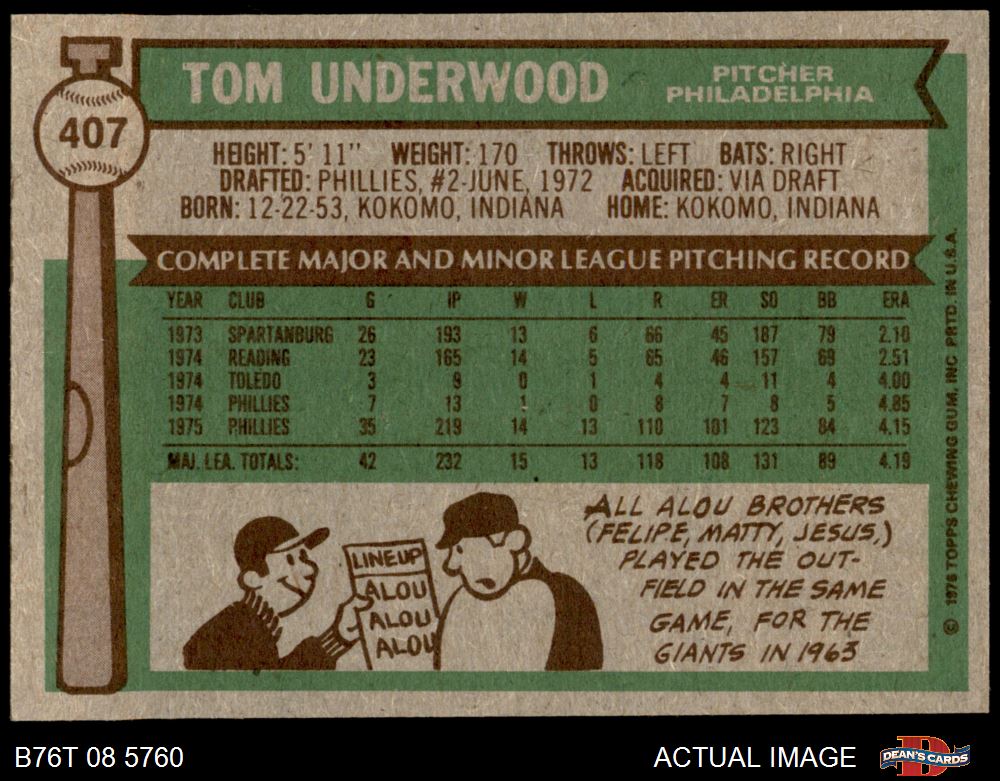 TOM UNDERWOOD
PITCHER
PHILADELPHIA
407
HEIGHT: 5' 11" WEIGHT: 170 THROWS: LEFT BATS: RIGHT
DRAFTED: PHILLIES, #2-JUNE, 1972 ACQUIRED: VIA DRAFT
BORN: 12-22-53, KOKOMO, INDIANA HOME: KOKOMO, INDIANA
COMPLETE MAJOR AND MINOR LEAGUE PITCHING RECORD
YEAR CLUB G IP W L R ER SO BB ERA
1973 SPARTANBURG 26 193 13 6 66 45 187 79 2.10
1974 READING 23 165 14 5 65 46 157 69 2.51
1974 TOLEDO 3 9 0 1 4 4 11 4 4.00
1974 PHILLIES 7 13 1 0 8 7 8 5 4.85
1975 PHILLIES 35 219 14 13 110 101 123 84 4.15
MAJ. LEA. TOTALS: 42 232 15 13 118 108 131 89 4.19
LINEUP
ALOU
ALOU
ALOU
ALL ALOU BROTHERS
(FELIPE, MATTY, JESUS,)
PLAYED THE OUT-
FIELD IN THE SAME
GAME, FOR THE
GIANTS IN 1963
© 1976 TOPPS CHEWING GUM, INC PRTD. IN U.S.A.
B76T 08 5760
ACTUAL IMAGE
D
DEAN'S CARDS